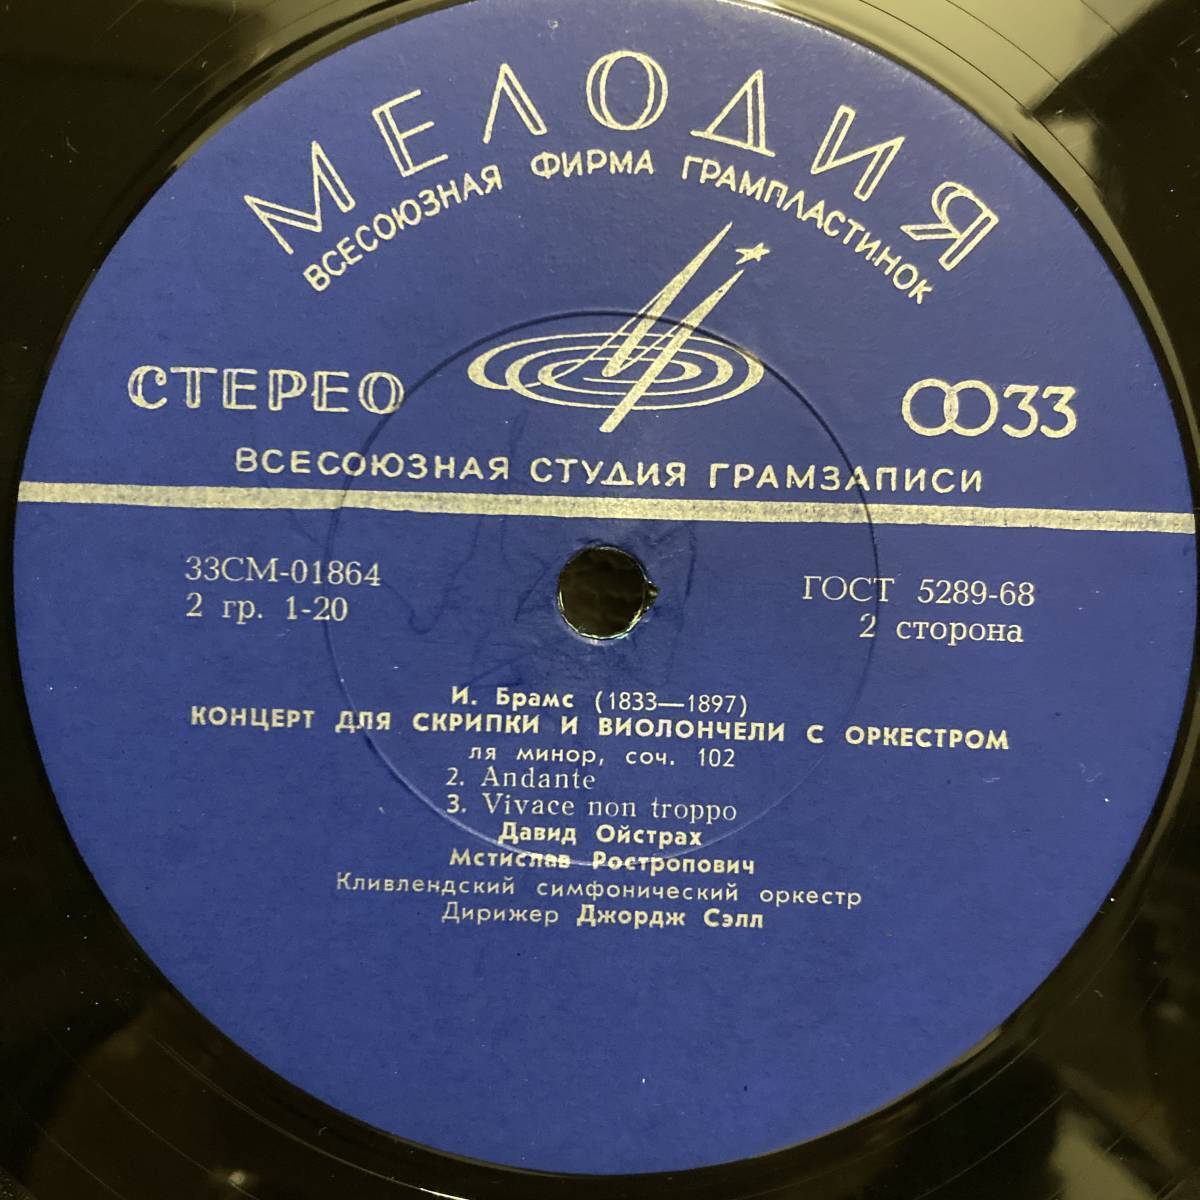 МЕЛОДИЯ
ВСЕСОЮЗНАЯ ФИРМА ГРАМПЛАСТИНОК
СТЕРЕО
33
ВСЕСОЮЗНАЯ СТУДИЯ ГРАМЗАПИСИ
33СМ-01864
ГОСТ 5289-68
2 гр. 1-20
2 сторона
И. Брамс (1833—1897)
КОНЦЕРТ ДЛЯ СКРИПКИ И ВИОЛОНЧЕЛИ С ОРКЕСТРОМ
ля минор, соч. 102
2. Andante
3. Vivace non troppo
Давид Ойстрах
Мстислав Ростропович
Кливлендский симфонический оркестр
Дирижер Джордж Сэлл